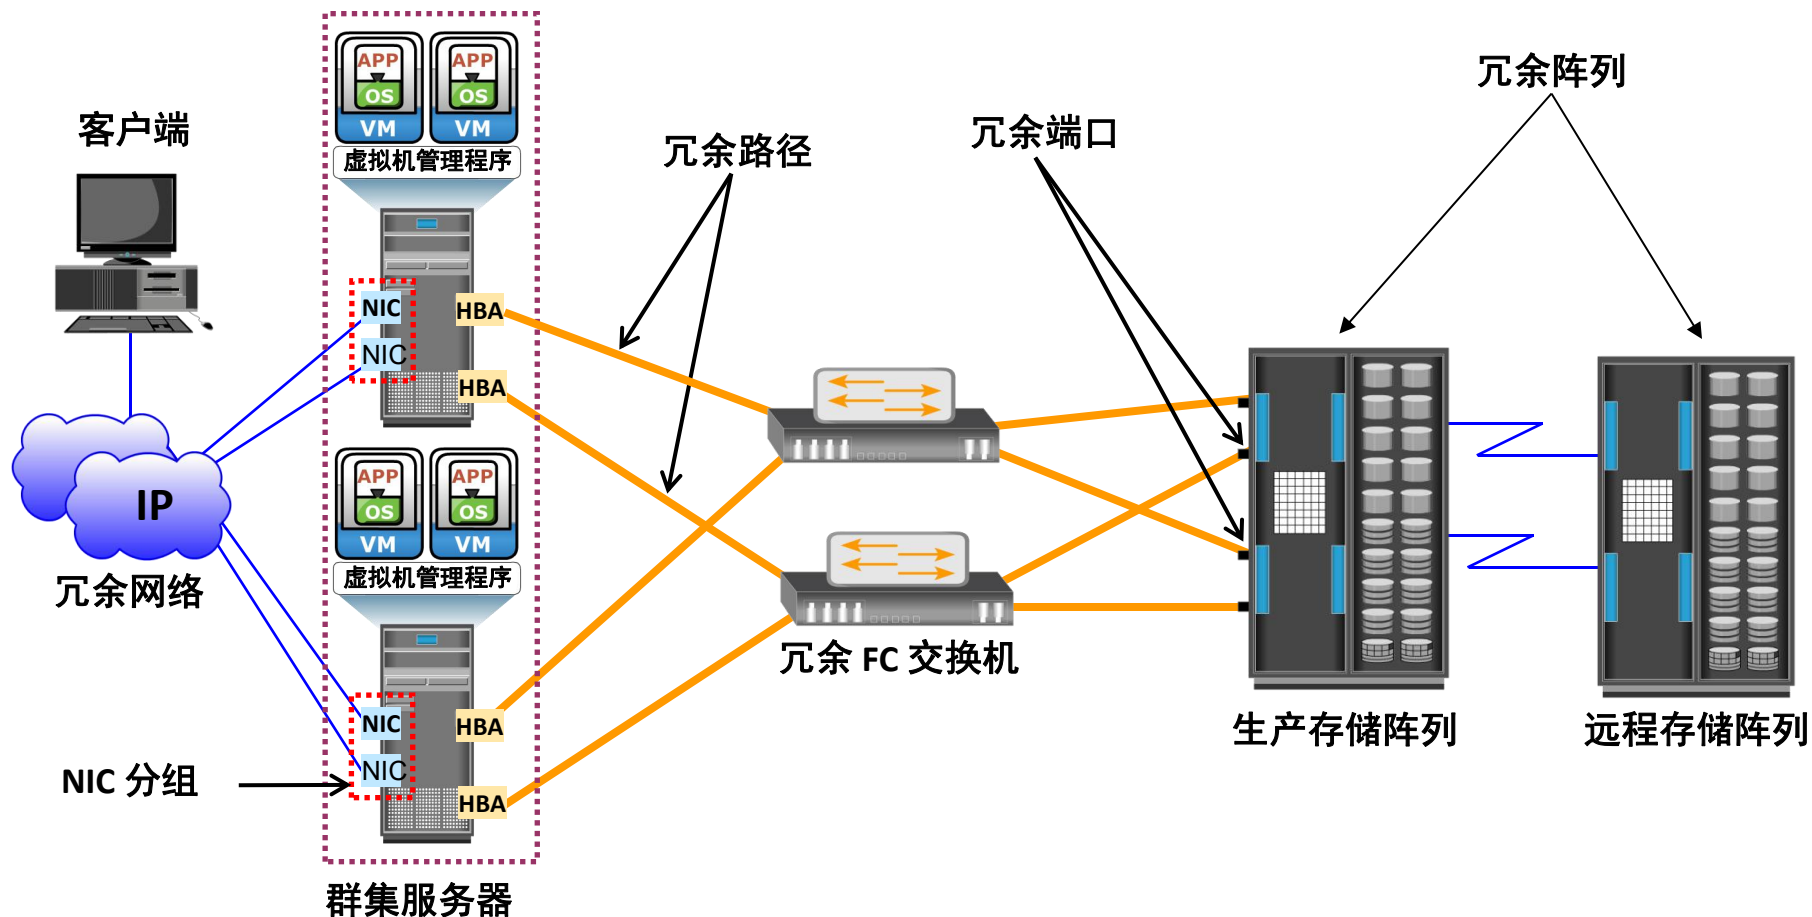 冗余阵列
客户端
冗余路径
冗余端口
APP
OS
VM
APP
OS
VM
虚拟机管理程序
NIC
NIC
HBA
HBA
IP
冗余网络
APP
OS
VM
APP
OS
VM
虚拟机管理程序
NIC
NIC
HBA
HBA
冗余 FC 交换机
生产存储阵列
远程存储阵列
NIC 分组
群集服务器